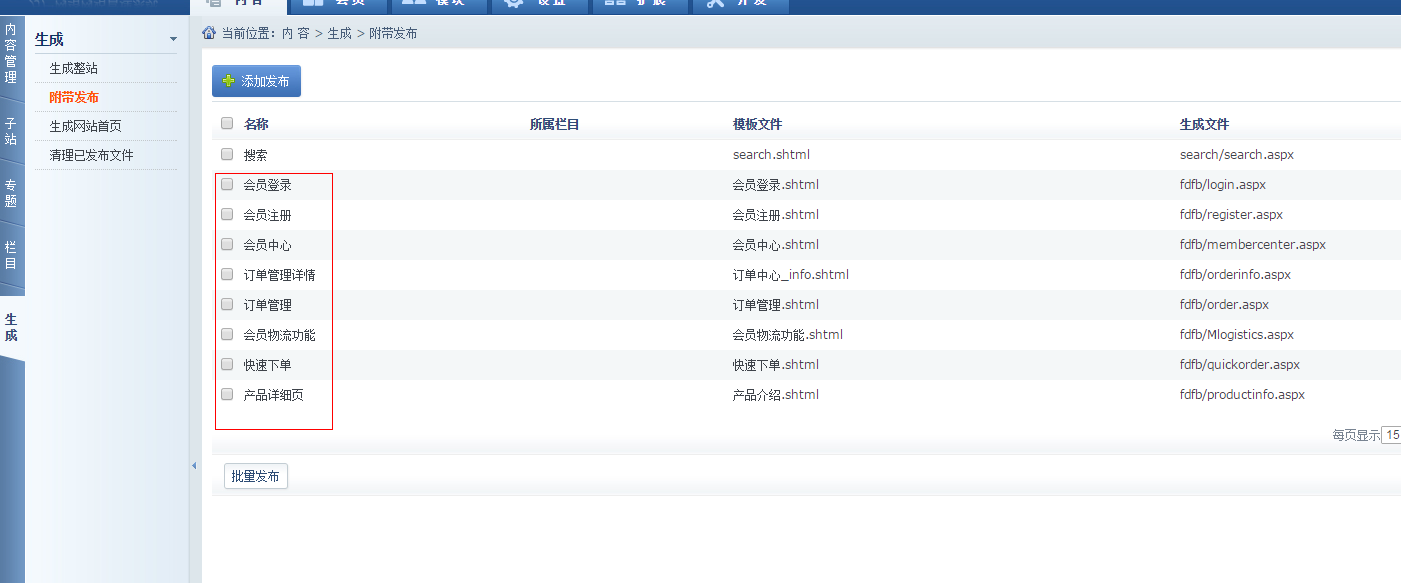 内容
会员
模块
设置
扩展
开发
内容管理
子站
专题
栏目
生成
生成
生成整站
附带发布
生成网站首页
清理已发布文件
当前位置：内 容 > 生成 > 附带发布
添加发布
名称 所属栏目 模板文件 生成文件
搜索 search.shtml search/search.aspx
会员登录 会员登录.shtml fdfb/login.aspx
会员注册 会员注册.shtml fdfb/register.aspx
会员中心 会员中心.shtml fdfb/membercenter.aspx
订单管理详情 订单中心_info.shtml fdfb/orderinfo.aspx
订单管理 订单管理.shtml fdfb/order.aspx
会员物流功能 会员物流功能.shtml fdfb/Mlogistics.aspx
快速下单 快速下单.shtml fdfb/quickorder.aspx
产品详细页 产品介绍.shtml fdfb/productinfo.aspx
每页显示 15
批量发布